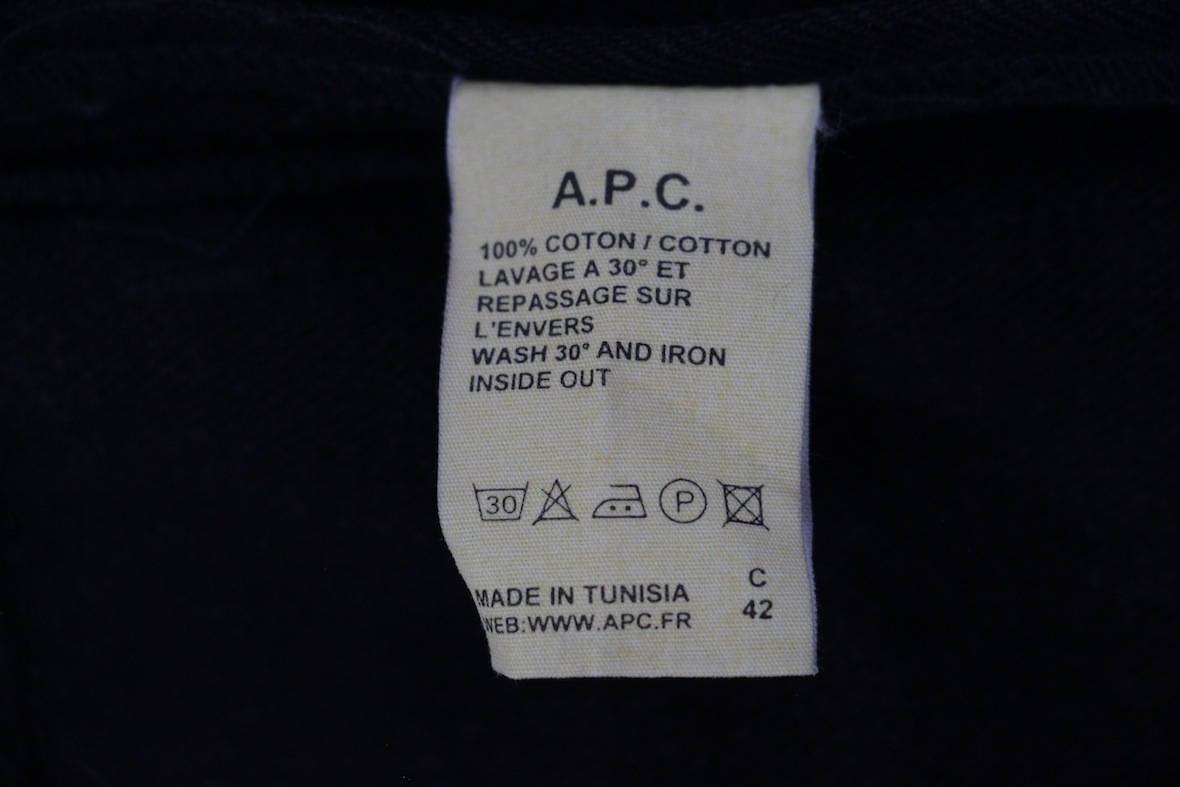 A.P.C.
100% COTON / COTTON
LAVAGE A 30° ET
REPASSAGE SUR
L'ENVERS
WASH 30° AND IRON
INSIDE OUT
30 P
MADE IN TUNISIA
WEB:WWW.APC.FR
C
42